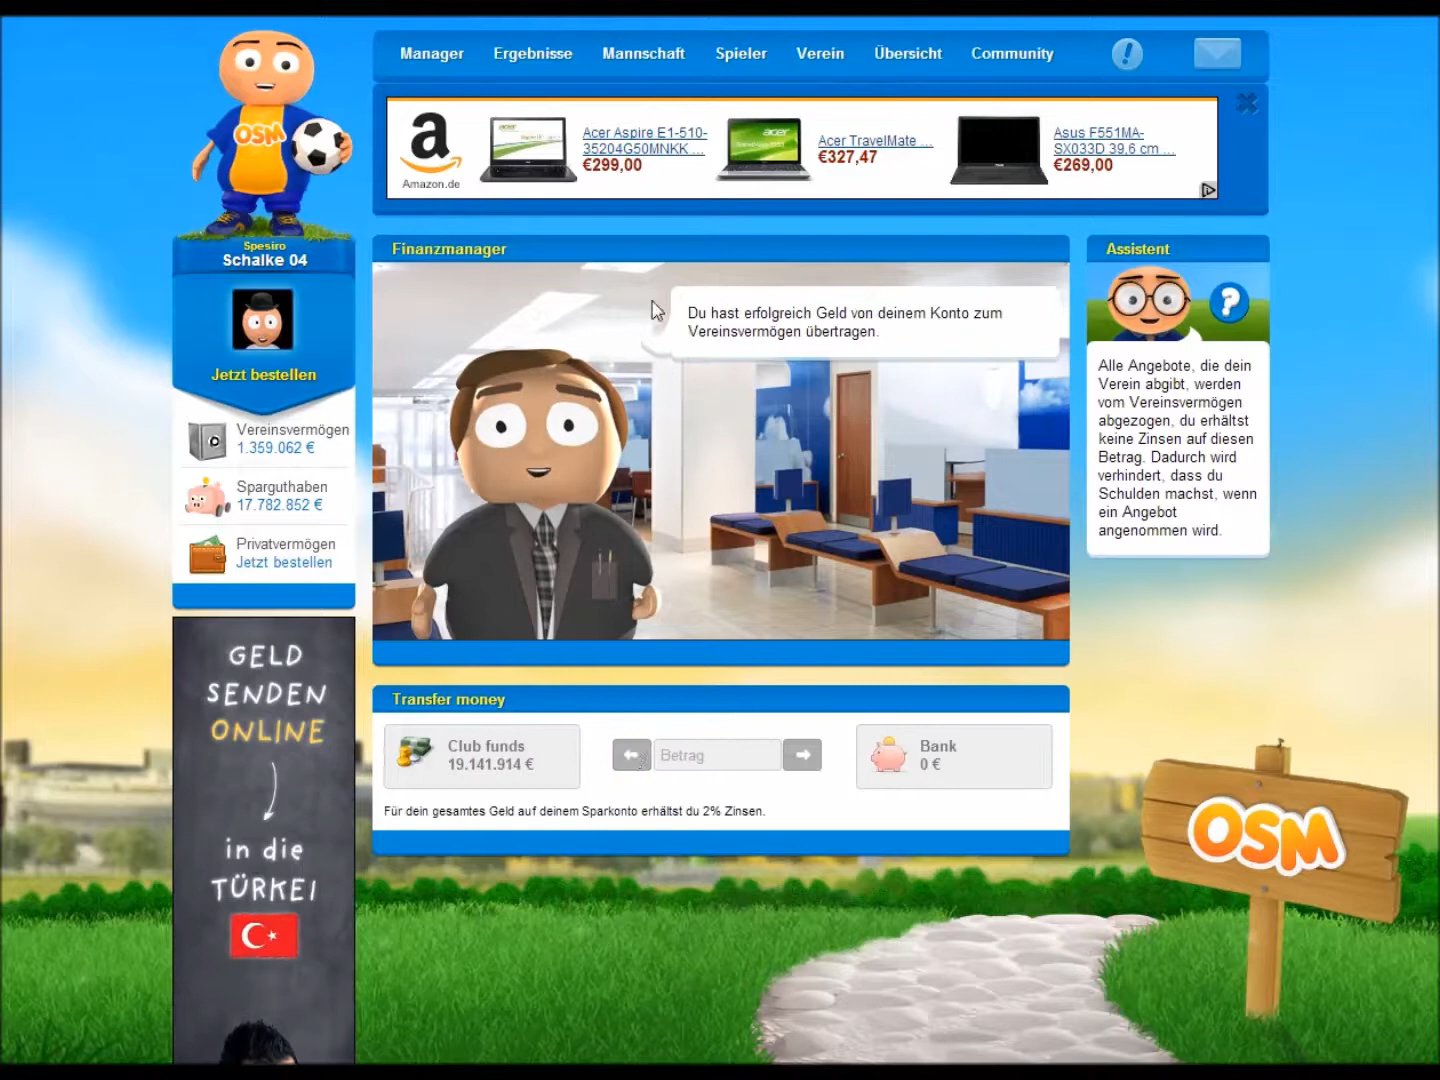 Manager Ergebnisse Mannschaft Spieler Verein Übersicht Community
OSM
a
Amazon.de
Acer Aspire E1-510-
35204G50MNKK ...
€299,00
Acer TravelMate ...
€327,47
Asus F551MA-
SX033D 39,6 cm ...
€269,00
Spesiro
Schalke 04
Jetzt bestellen
Vereinsvermögen
1.359.062 €
Sparguthaben
17.782.852 €
Privatvermögen
Jetzt bestellen
GELD
SENDEN
ONLINE
in die
TÜRKEI
Finanzmanager
Du hast erfolgreich Geld von deinem Konto zum
Vereinsvermögen übertragen.
Transfer money
Club funds
19.141.914 €
Betrag
Bank
0 €
Für dein gesamtes Geld auf deinem Sparkonto erhältst du 2% Zinsen.
Assistent
?
Alle Angebote, die dein
Verein abgibt, werden
vom Vereinsvermögen
abgezogen, du erhältst
keine Zinsen auf diesen
Betrag. Dadurch wird
verhindert, dass du
Schulden machst, wenn
ein Angebot
angenommen wird.
OSM